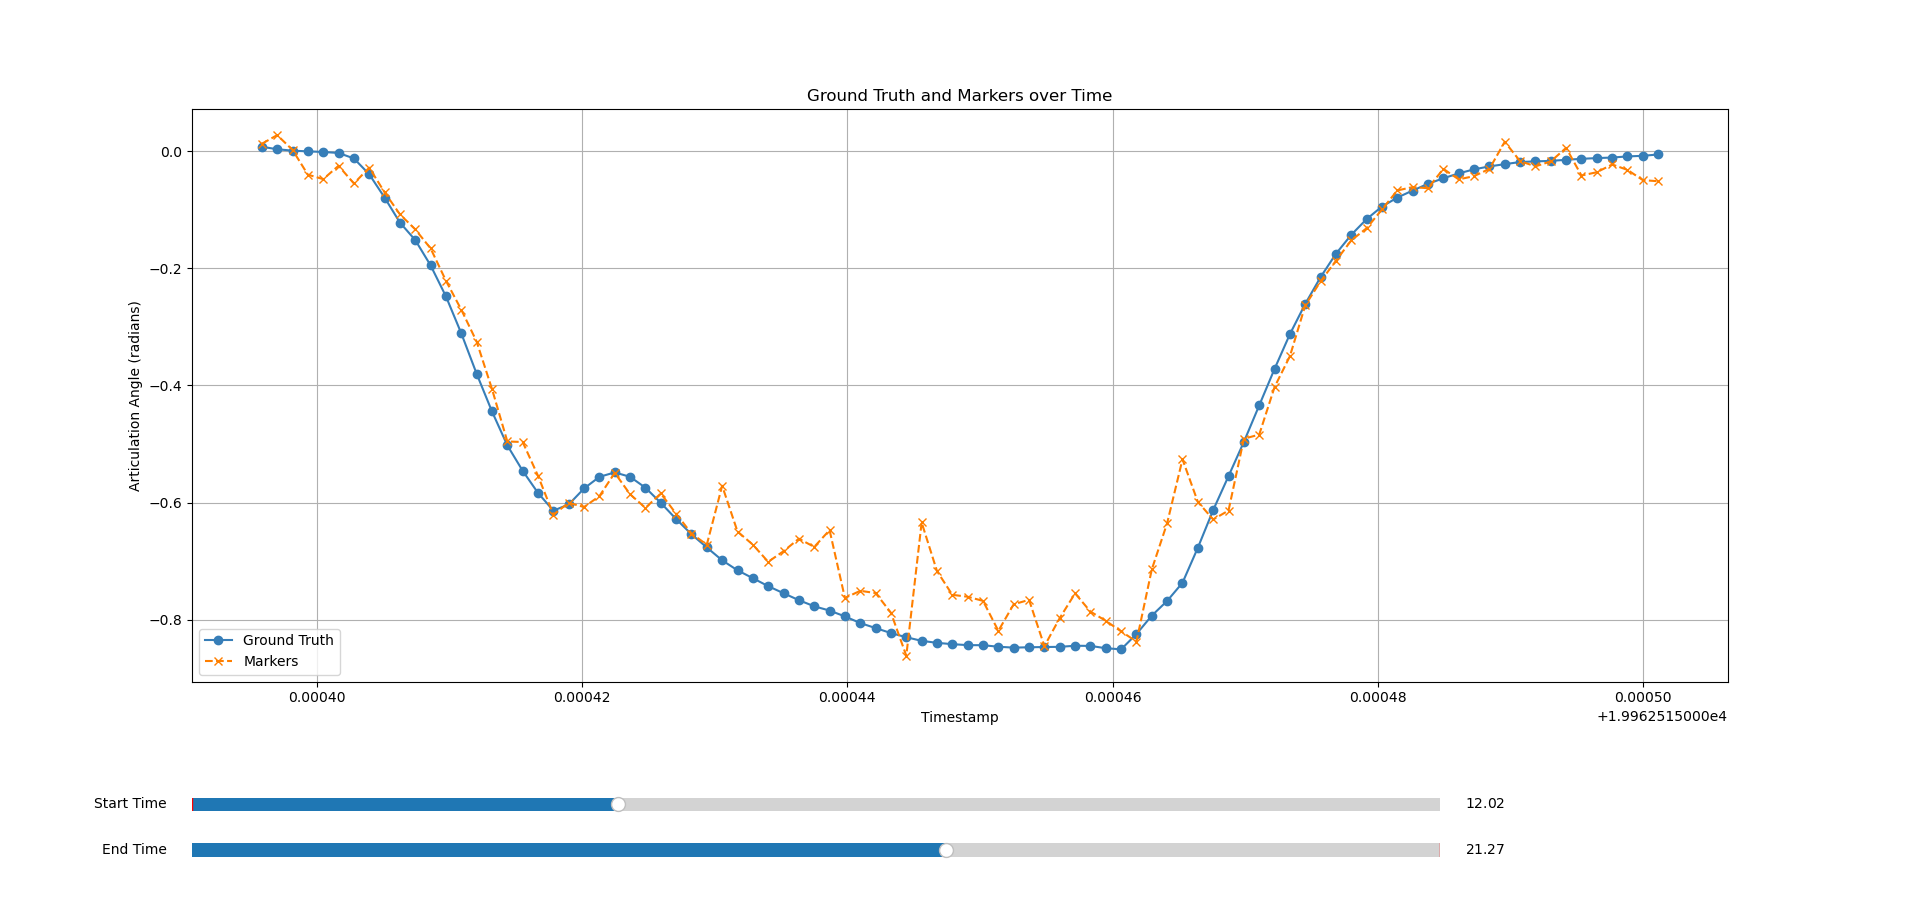 Ground Truth and Markers over Time
Articulation Angle (radians)
0.0
−0.2
−0.4
−0.6
−0.8
Ground Truth
Markers
0.00040 0.00042 0.00044 0.00046 0.00048 0.00050
Timestamp
+1.9962515000e4
Start Time 12.02
End Time 21.27